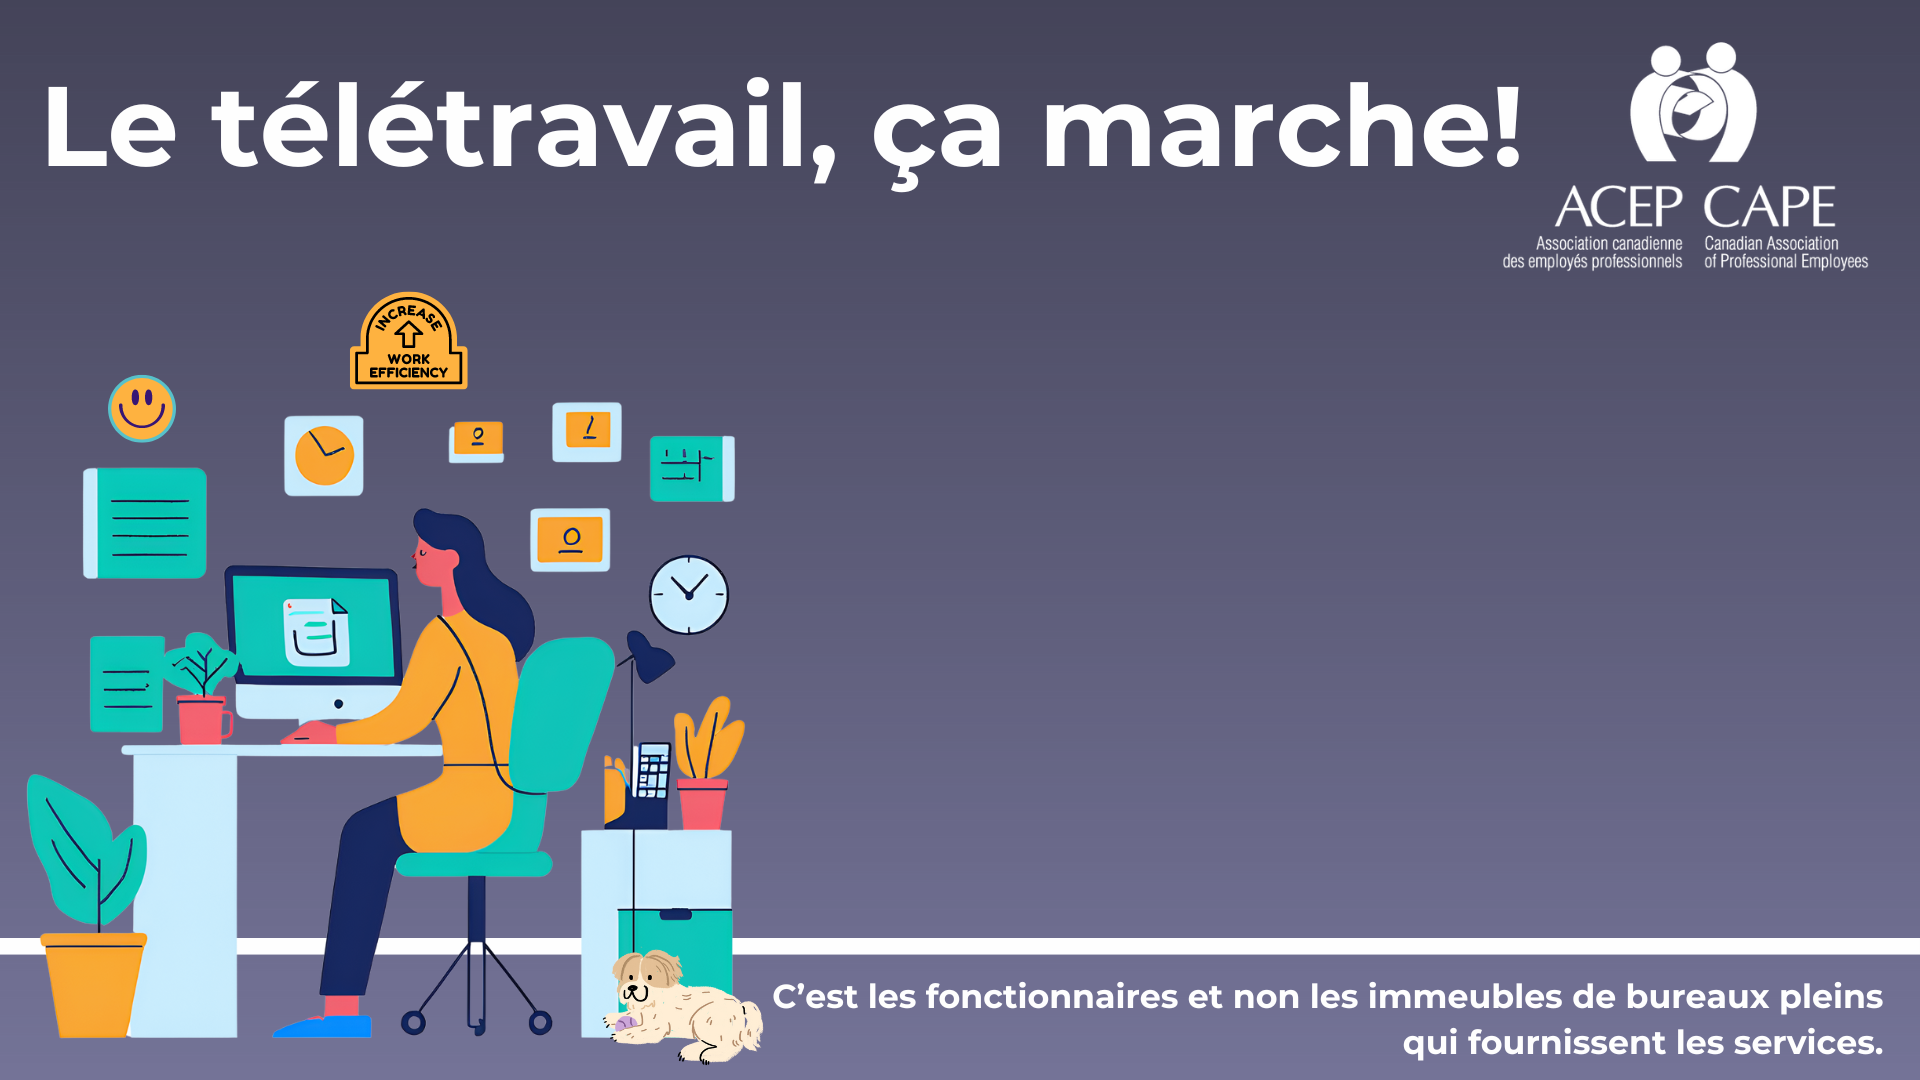 Le télétravail, ça marche!
ACEP CAPE
Association canadienne
des employés professionnels
Canadian Association
of Professional Employees
INCREASE
WORK
EFFICIENCY
C’est les fonctionnaires et non les immeubles de bureaux pleins
qui fournissent les services.